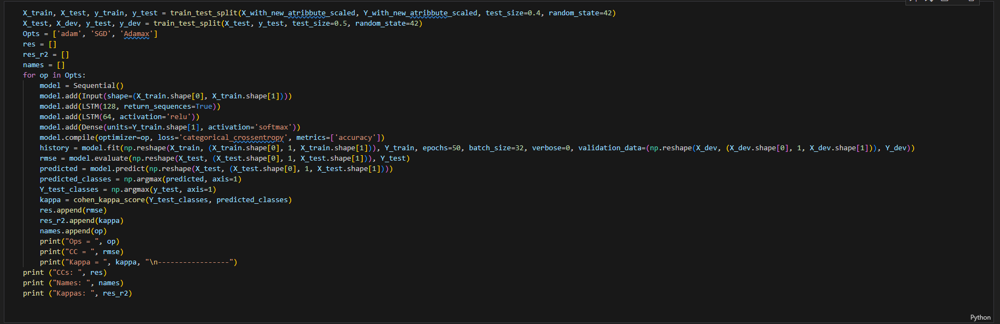 X_train, X_test, y_train, y_test = train_test_split(X_with_new_atribbute_scaled, Y_with_new_atribbute_scaled, test_size=0.4, random_state=42)
X_test, X_dev, y_test, y_dev = train_test_split(X_test, y_test, test_size=0.5, random_state=42)
Opts = ['adam', 'SGD', 'Adamax']
res = []
res_r2 = []
names = []
for op in Opts:
    model = Sequential()
    model.add(Input(shape=(X_train.shape[0], X_train.shape[1])))
    model.add(LSTM(128, return_sequences=True))
    model.add(LSTM(64, activation='relu'))
    model.add(Dense(units=Y_train.shape[1], activation='softmax'))
    model.compile(optimizer=op, loss='categorical_crossentropy', metrics=['accuracy'])
    history = model.fit(np.reshape(X_train, (X_train.shape[0], 1, X_train.shape[1])), Y_train, epochs=50, batch_size=32, verbose=0, validation_data=(np.reshape(X_dev, (X_dev.shape[0], 1, X_dev.shape[1])), Y_dev))
    rmse = model.evaluate(np.reshape(X_test, (X_test.shape[0], 1, X_test.shape[1])), Y_test)
    predicted = model.predict(np.reshape(X_test, (X_test.shape[0], 1, X_test.shape[1])))
    predicted_classes = np.argmax(predicted, axis=1)
    Y_test_classes = np.argmax(y_test, axis=1)
    kappa = cohen_kappa_score(Y_test_classes, predicted_classes)
    res.append(rmse)
    res_r2.append(kappa)
    names.append(op)
    print("Ops = ", op)
    print("CC = ", rmse)
    print("Kappa = ", kappa, "\n-----------------")
print ("CCs: ", res)
print ("Names: ", names)
print ("Kappas: ", res_r2)
Python